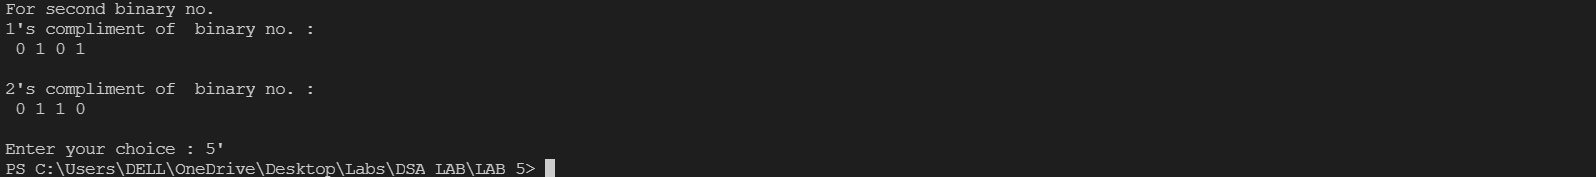 For second binary no.
1's compliment of  binary no. :
 0 1 0 1
2's compliment of  binary no. :
 0 1 1 0
Enter your choice : 5'
PS C:\Users\DELL\OneDrive\Desktop\Labs\DSA LAB\LAB 5>